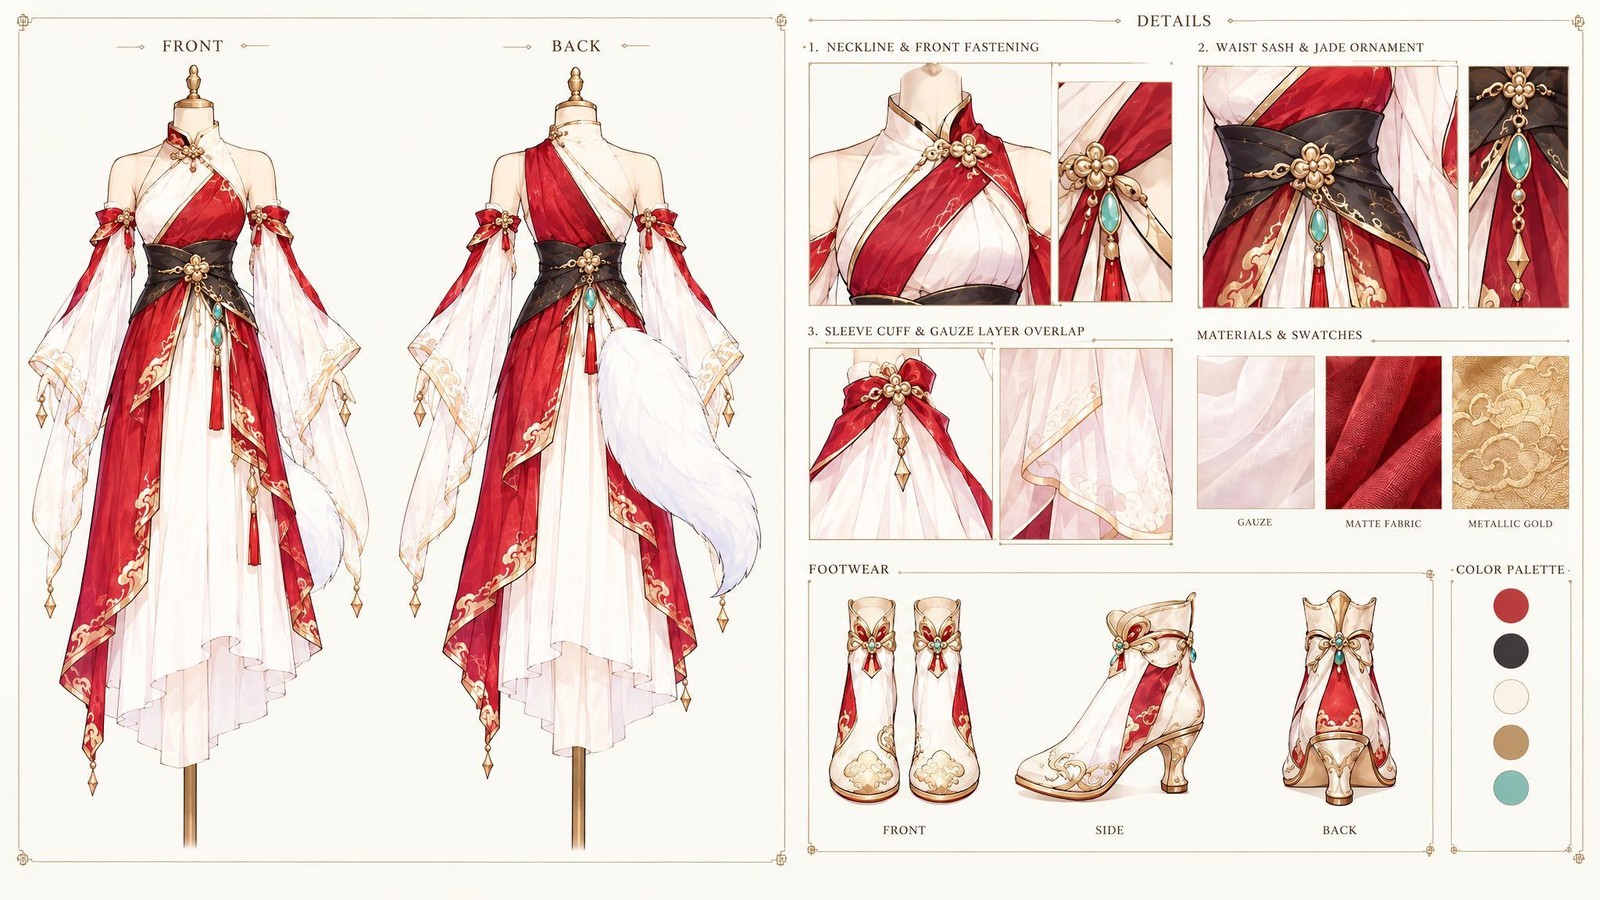 FRONT
BACK
DETAILS
1. NECKLINE & FRONT FASTENING
2. WAIST SASH & JADE ORNAMENT
3. SLEEVE CUFF & GAUZE LAYER OVERLAP
MATERIALS & SWATCHES
GAUZE
MATTE FABRIC
METALLIC GOLD
FOOTWEAR
FRONT
SIDE
BACK
COLOR PALETTE